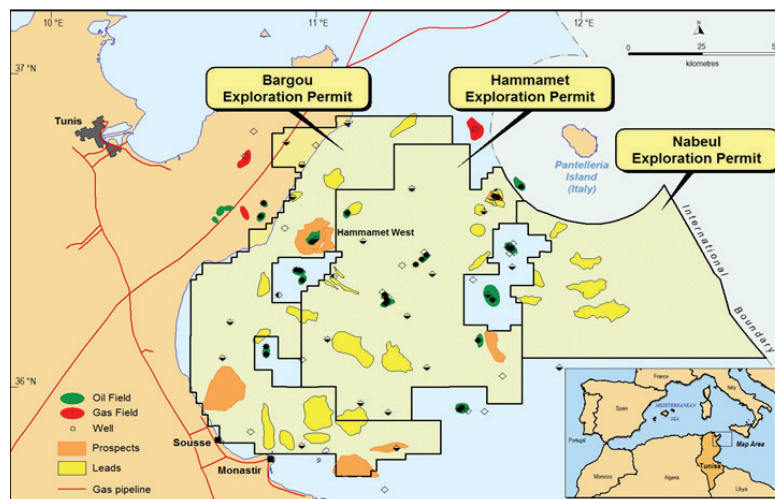 10 °E
11 °E
12 °E
N
0
25
kilometres
37 °N
Bargou
Exploration Permit
Hammamet
Exploration Permit
Tunis
Nabeul
Exploration Permit
Pantelleria
Island
(Italy)
Hammamet West
International
Boundary
36 °N
Oil Field
Gas Field
Well
Prospects
Leads
Gas pipeline
Sousse
Monastir
France
Italy
Spain
MEDITERRANEAN
SEA
Portugal
Map Area
Tunisia
Morocco
Algeria
Libya